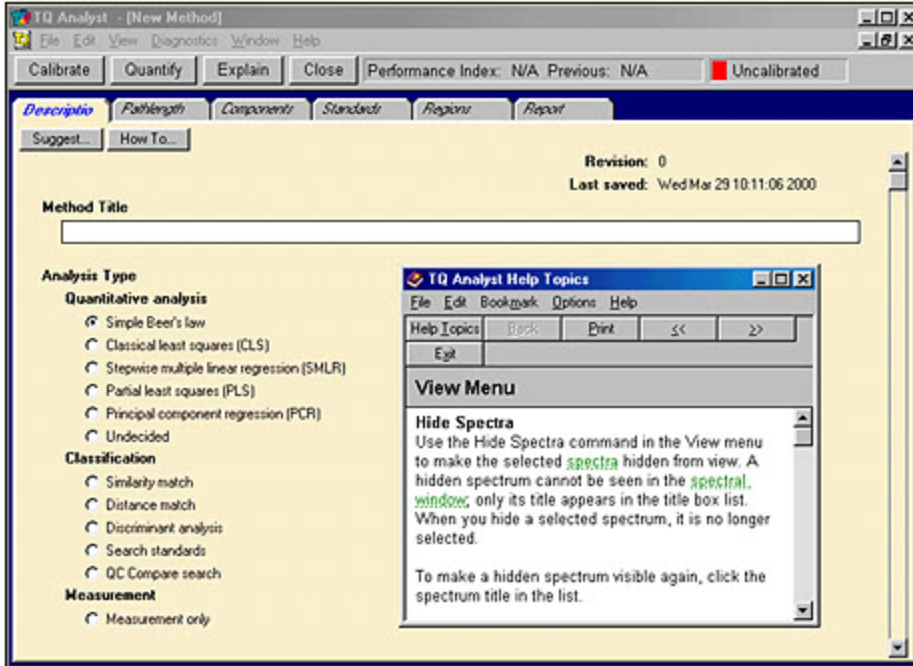 TQ Analyst - [New Method]
File Edit View Diagnostics Window Help
Calibrate Quantify Explain Close Performance Index: N/A Previous: N/A Uncalibrated
Descriptio Pathlength Components Standards Regions Report
Suggest... How To...
Revision: 0
Last saved: Wed Mar 29 10:11:06 2000
Method Title
Analysis Type
Quantitative analysis
Simple Beer's law
Classical least squares (CLS)
Stepwise multiple linear regression (SMLR)
Partial least squares (PLS)
Principal component regression (PCR)
Undecided
Classification
Similarity match
Distance match
Discriminant analysis
Search standards
QC Compare search
Measurement
Measurement only
TQ Analyst Help Topics
File Edit Bookmark Options Help
Help Topics Back Print << >>
Exit
View Menu
Hide Spectra
Use the Hide Spectra command in the View menu
to make the selected spectra hidden from view. A
hidden spectrum cannot be seen in the spectral
window; only its title appears in the title box list.
When you hide a selected spectrum, it is no longer
selected.
To make a hidden spectrum visible again, click the
spectrum title in the list.